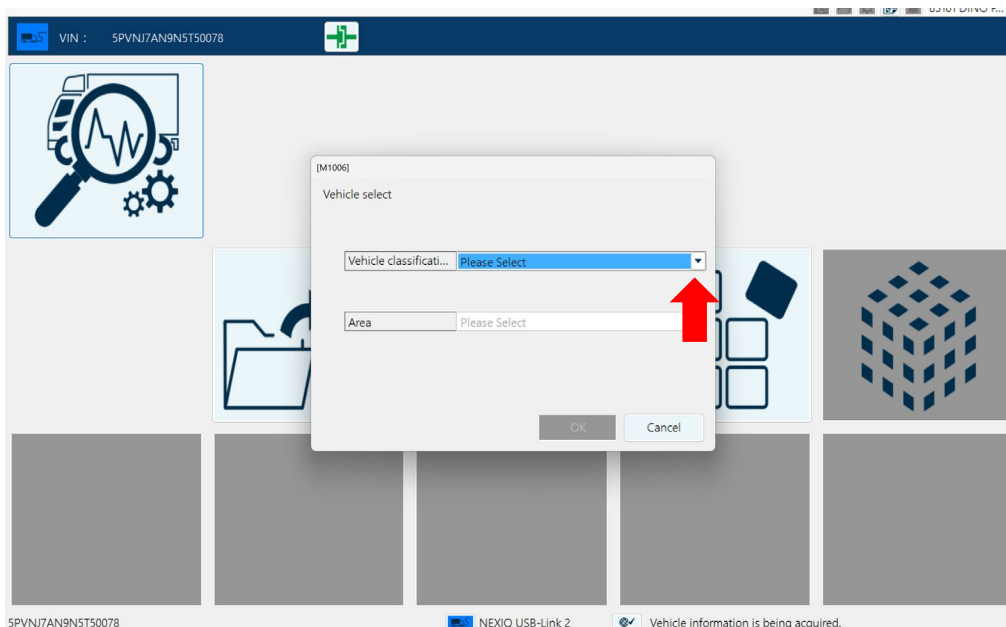 VIN : 5PVNJ7AN9N5T50078
[M1006]
Vehicle select
Vehicle classificati... Please Select
Area Please Select
OK Cancel
5PVNJ7AN9N5T50078 NEXIQ USB-Link 2 Vehicle information is being acquired.